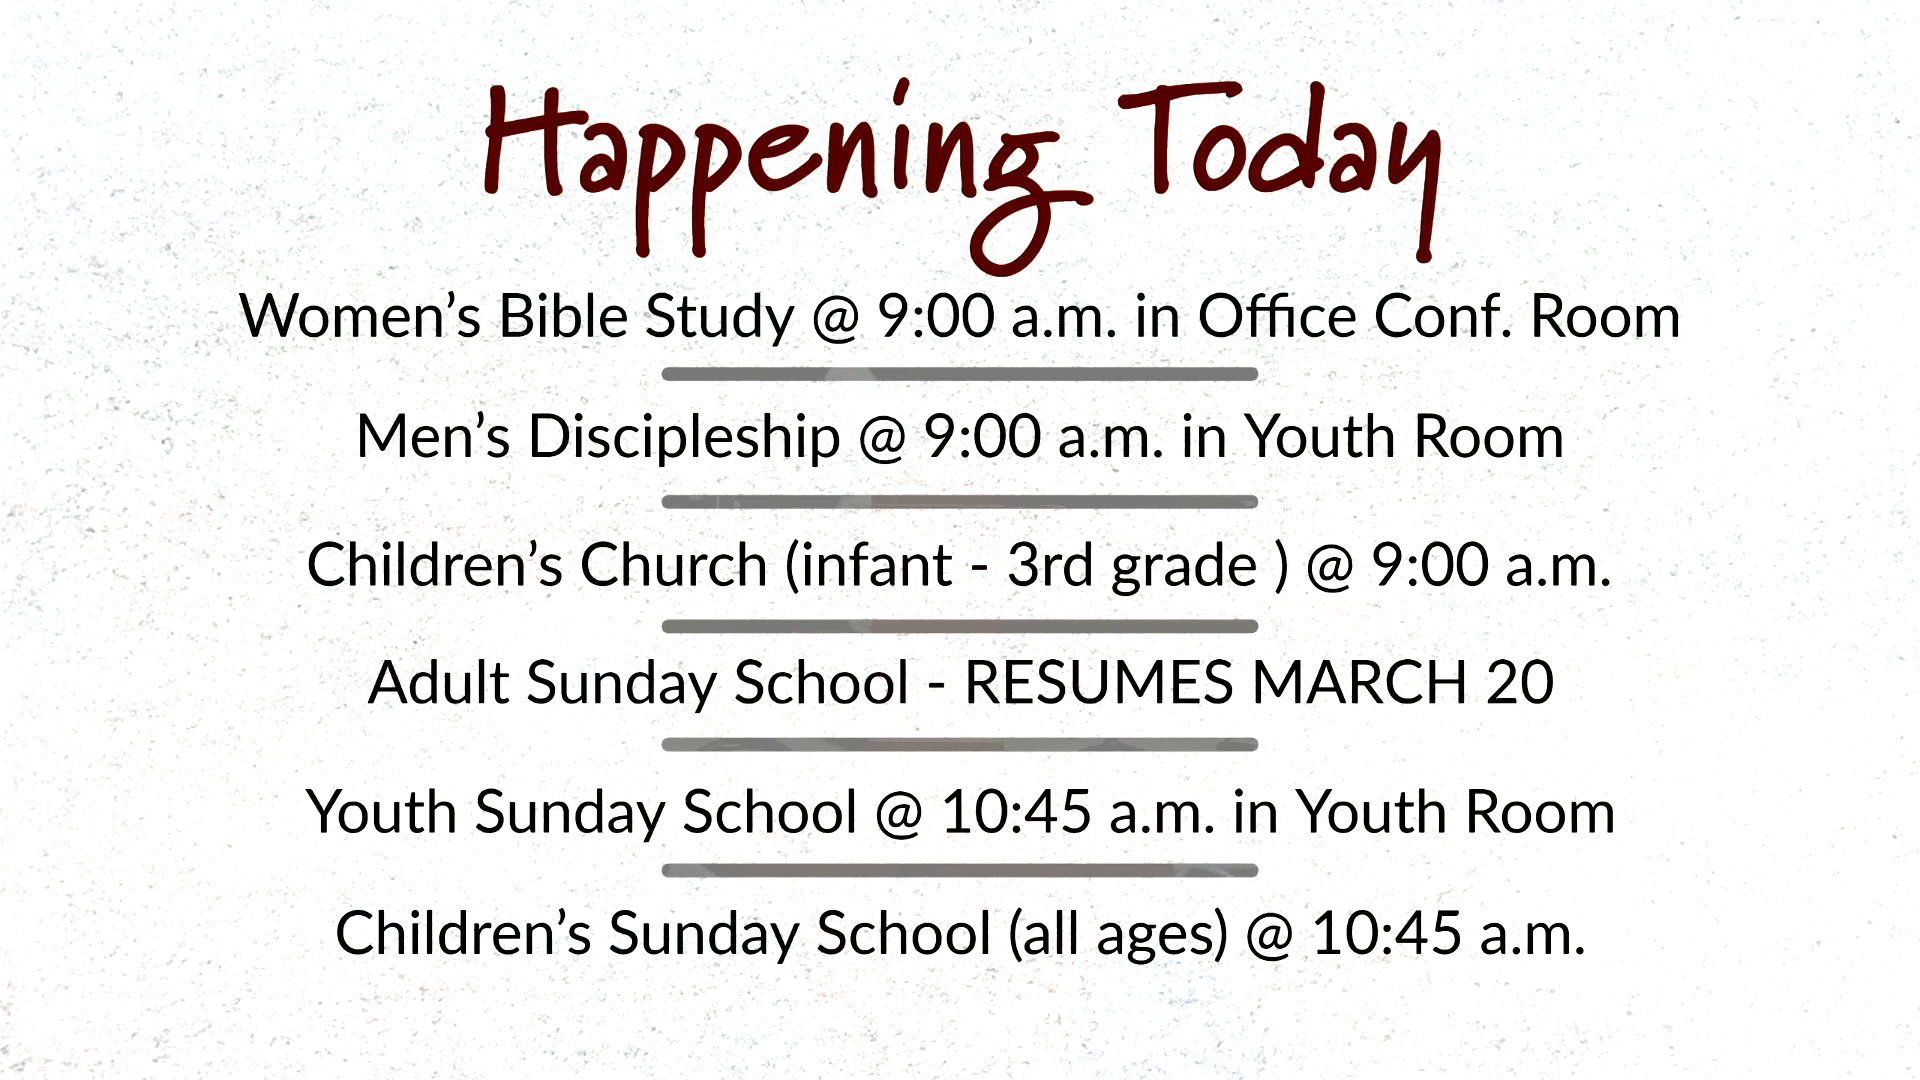 Happening Today
Women’s Bible Study @ 9:00 a.m. in Office Conf. Room
Men’s Discipleship @ 9:00 a.m. in Youth Room
Children’s Church (infant - 3rd grade ) @ 9:00 a.m.
Adult Sunday School - RESUMES MARCH 20
Youth Sunday School @ 10:45 a.m. in Youth Room
Children’s Sunday School (all ages) @ 10:45 a.m.